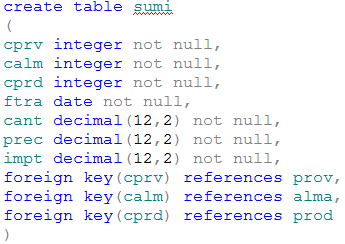 create table sumi
(
cprv integer not null,
calm integer not null,
cprd integer not null,
ftra date not null,
cant decimal(12,2) not null,
prec decimal(12,2) not null,
impt decimal(12,2) not null,
foreign key(cprv) references prov,
foreign key(calm) references alma,
foreign key(cprd) references prod
)